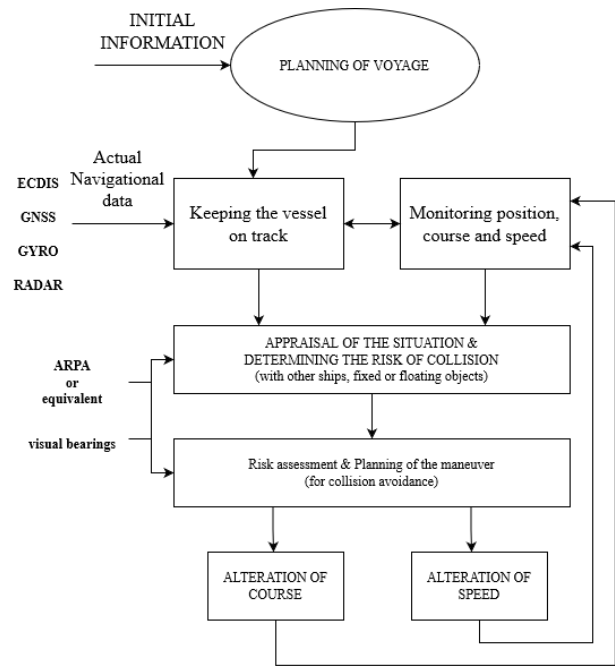 INITIAL
INFORMATION
PLANNING OF VOYAGE
Actual
Navigational
data
ECDIS
GNSS
GYRO
RADAR
Keeping the vessel
on track
Monitoring position,
course and speed
APPRAISAL OF THE SITUATION &
DETERMINING THE RISK OF COLLISION
(with other ships, fixed or floating objects)
ARPA
or
equivalent
visual bearings
Risk assessment & Planning of the maneuver
(for collision avoidance)
ALTERATION OF
COURSE
ALTERATION OF
SPEED